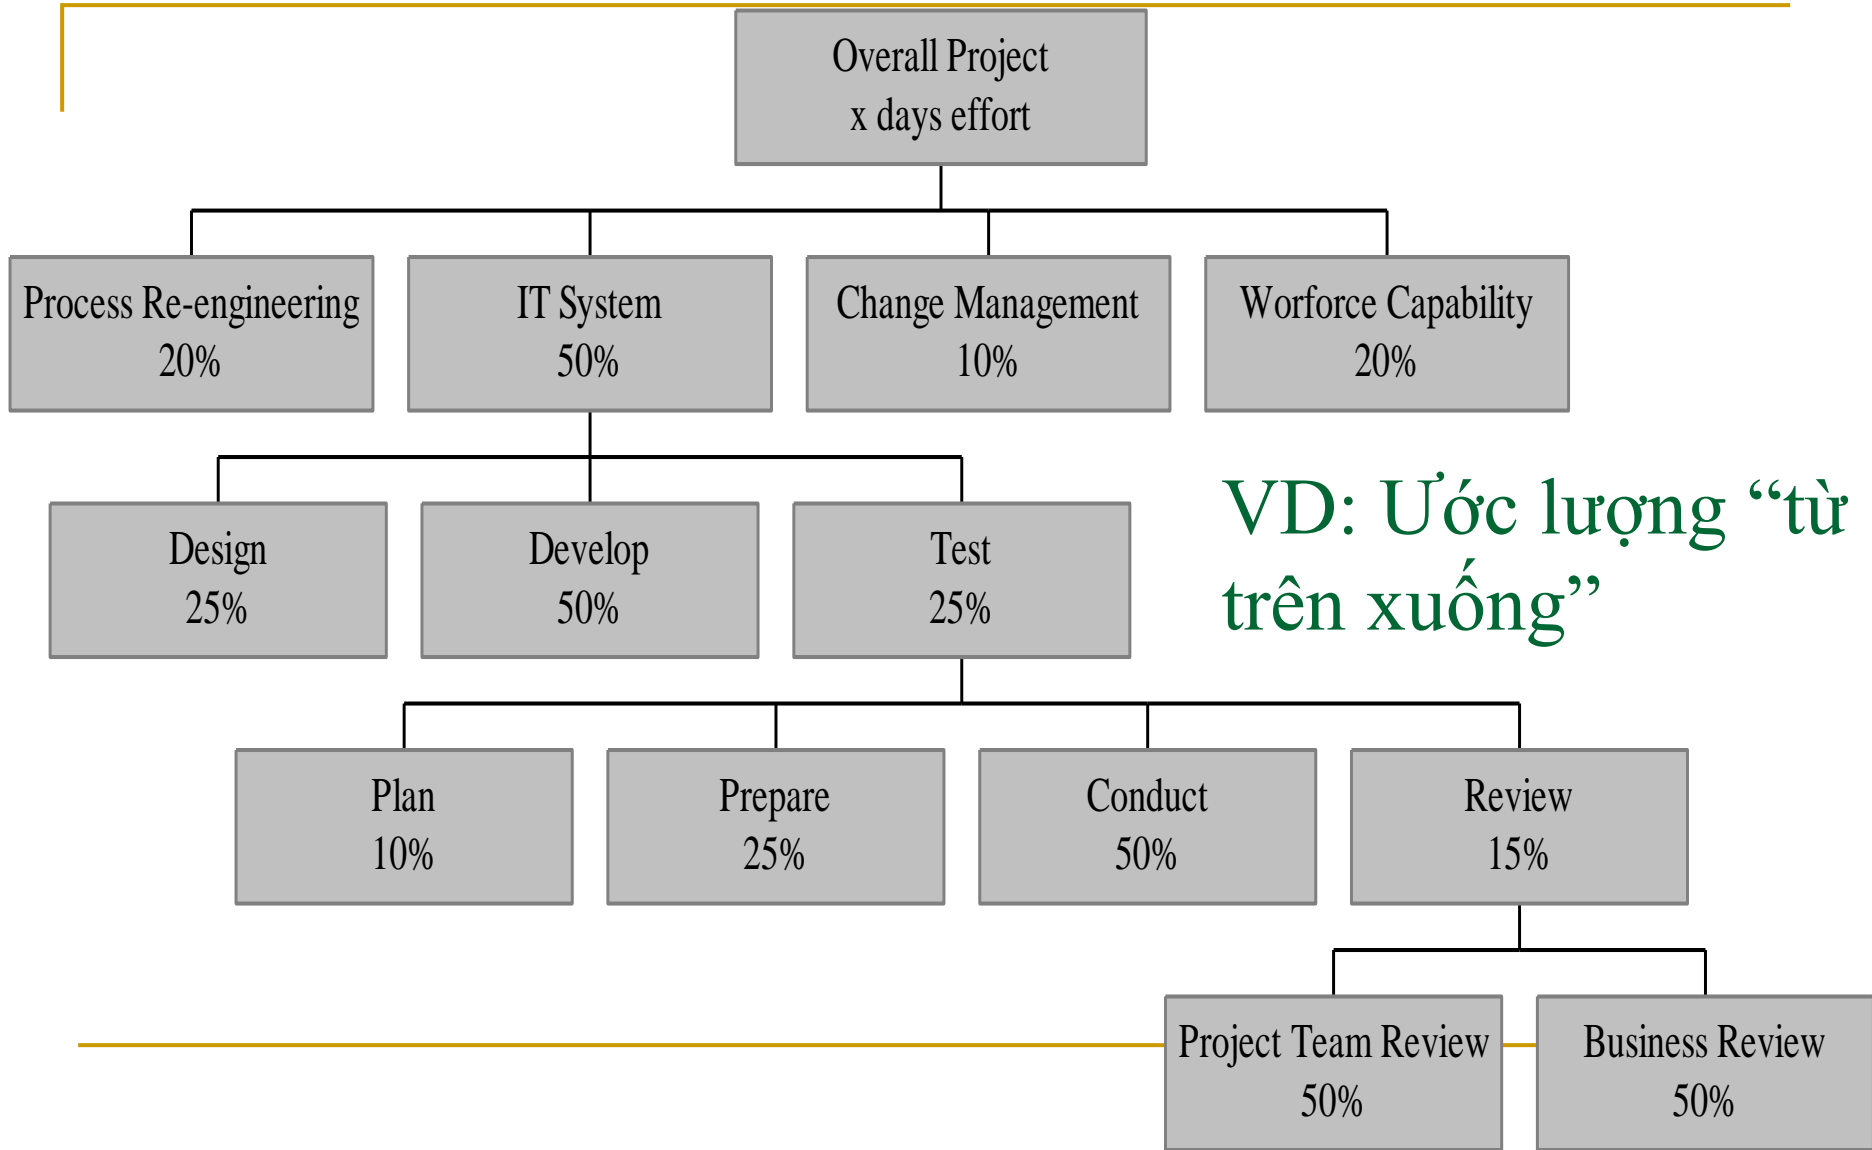 Overall Project
x days effort
Process Re-engineering
20%
IT System
50%
Change Management
10%
Worforce Capability
20%
VD: Ước lượng “từ
trên xuống”
Design
25%
Develop
50%
Test
25%
Plan
10%
Prepare
25%
Conduct
50%
Review
15%
Project Team Review
50%
Business Review
50%